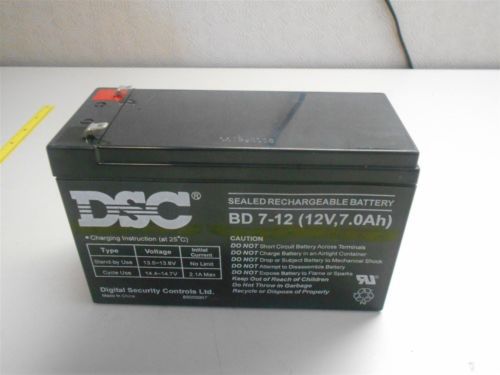 DSC®
SEALED RECHARGEABLE BATTERY
BD 7-12 (12V,7.0Ah)
Charging Instruction (at 25°C)
Type Voltage Initial Current
Stand-by Use 13.5~13.8V No Limit
Cycle Use 14.4~14.7V 2.1A Max
Digital Security Controls Ltd.
Made in China
CAUTION
DO NOT Short Circuit Battery Across Terminals
DO NOT Charge Battery in an Airtight Container
DO NOT Drop or Subject Battery to Mechanical Shock
DO NOT Attempt to Disassemble Battery
DO NOT Expose Battery to Flame or Sparks
Keep Out of Reach of Children
Do Not Throw in Garbage
Recycle or Dispose of Property